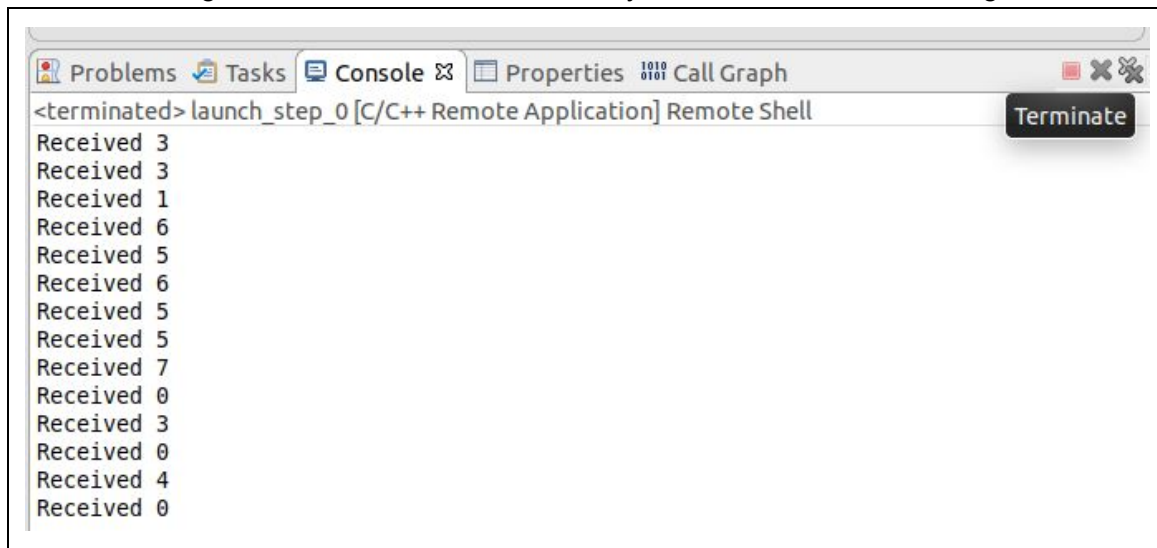 Problems Tasks Console Properties Call Graph
<terminated> launch_step_0 [C/C++ Remote Application] Remote Shell
Terminate
Received 3
Received 3
Received 1
Received 6
Received 5
Received 6
Received 5
Received 5
Received 7
Received 0
Received 3
Received 0
Received 4
Received 0